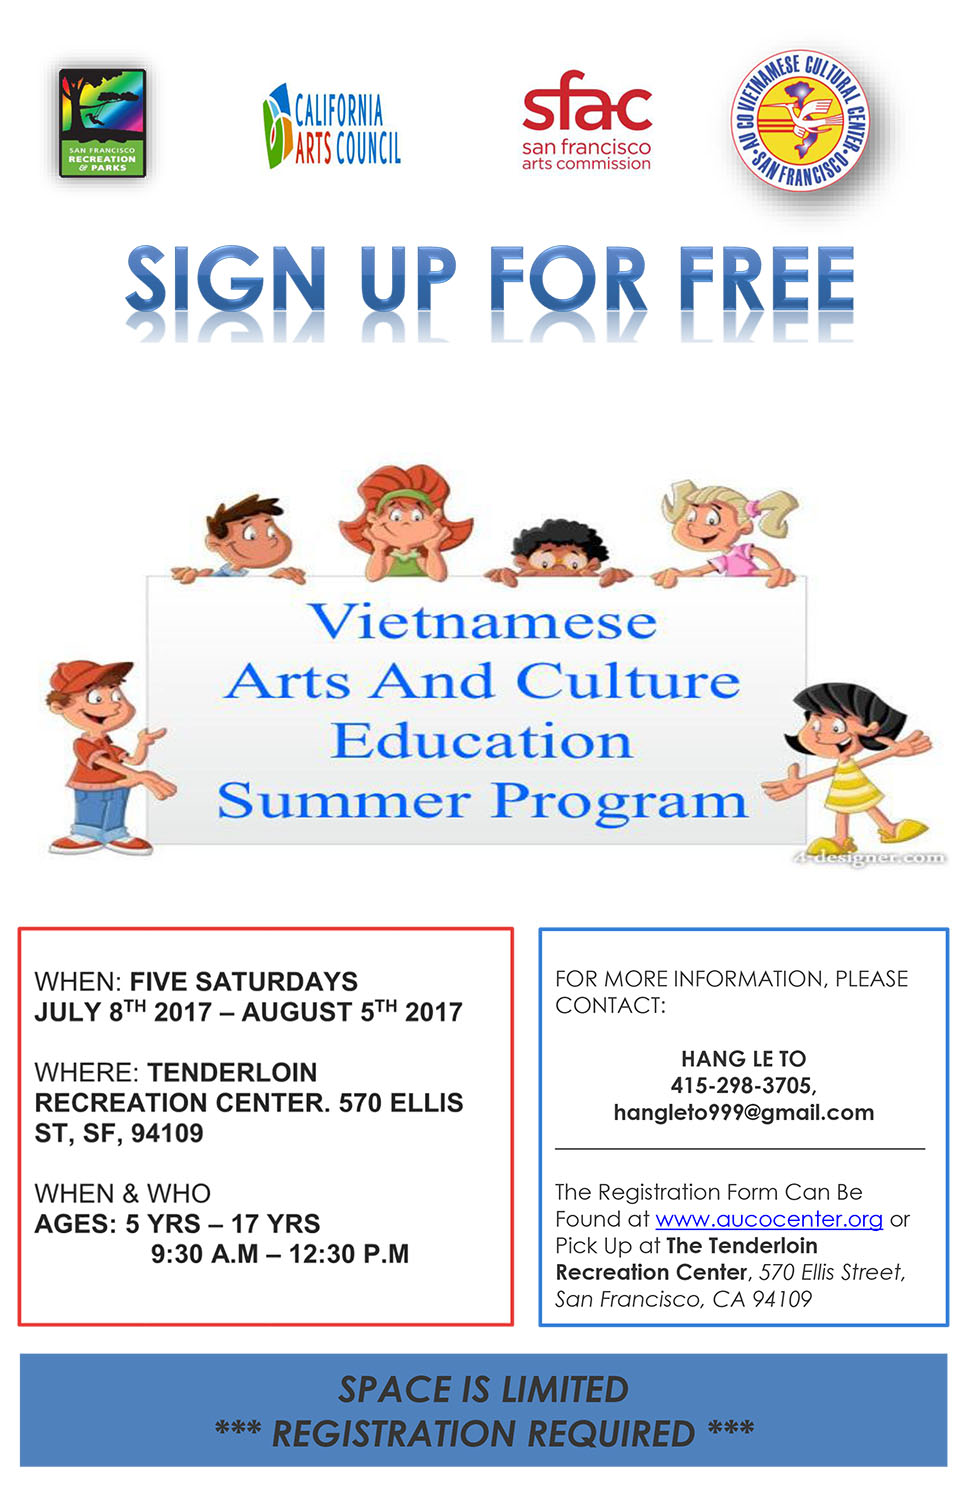 SAN FRANCISCO
RECREATION
& PARKS
CALIFORNIA
ARTS COUNCIL
sfac
san francisco
arts commission
AU CO VIETNAMESE CULTURAL CENTER
SAN FRANCISCO
SIGN UP FOR FREE
Vietnamese
Arts And Culture
Education
Summer Program
4-designer.com
WHEN: FIVE SATURDAYS
JULY 8TH 2017 – AUGUST 5TH 2017
WHERE: TENDERLOIN
RECREATION CENTER. 570 ELLIS
ST, SF, 94109
WHEN & WHO
AGES: 5 YRS – 17 YRS
9:30 A.M – 12:30 P.M
FOR MORE INFORMATION, PLEASE
CONTACT:
HANG LE TO
415-298-3705,
hangleto999@gmail.com
The Registration Form Can Be
Found at www.aucocenter.org or
Pick Up at The Tenderloin
Recreation Center, 570 Ellis Street,
San Francisco, CA 94109
SPACE IS LIMITED
*** REGISTRATION REQUIRED ***